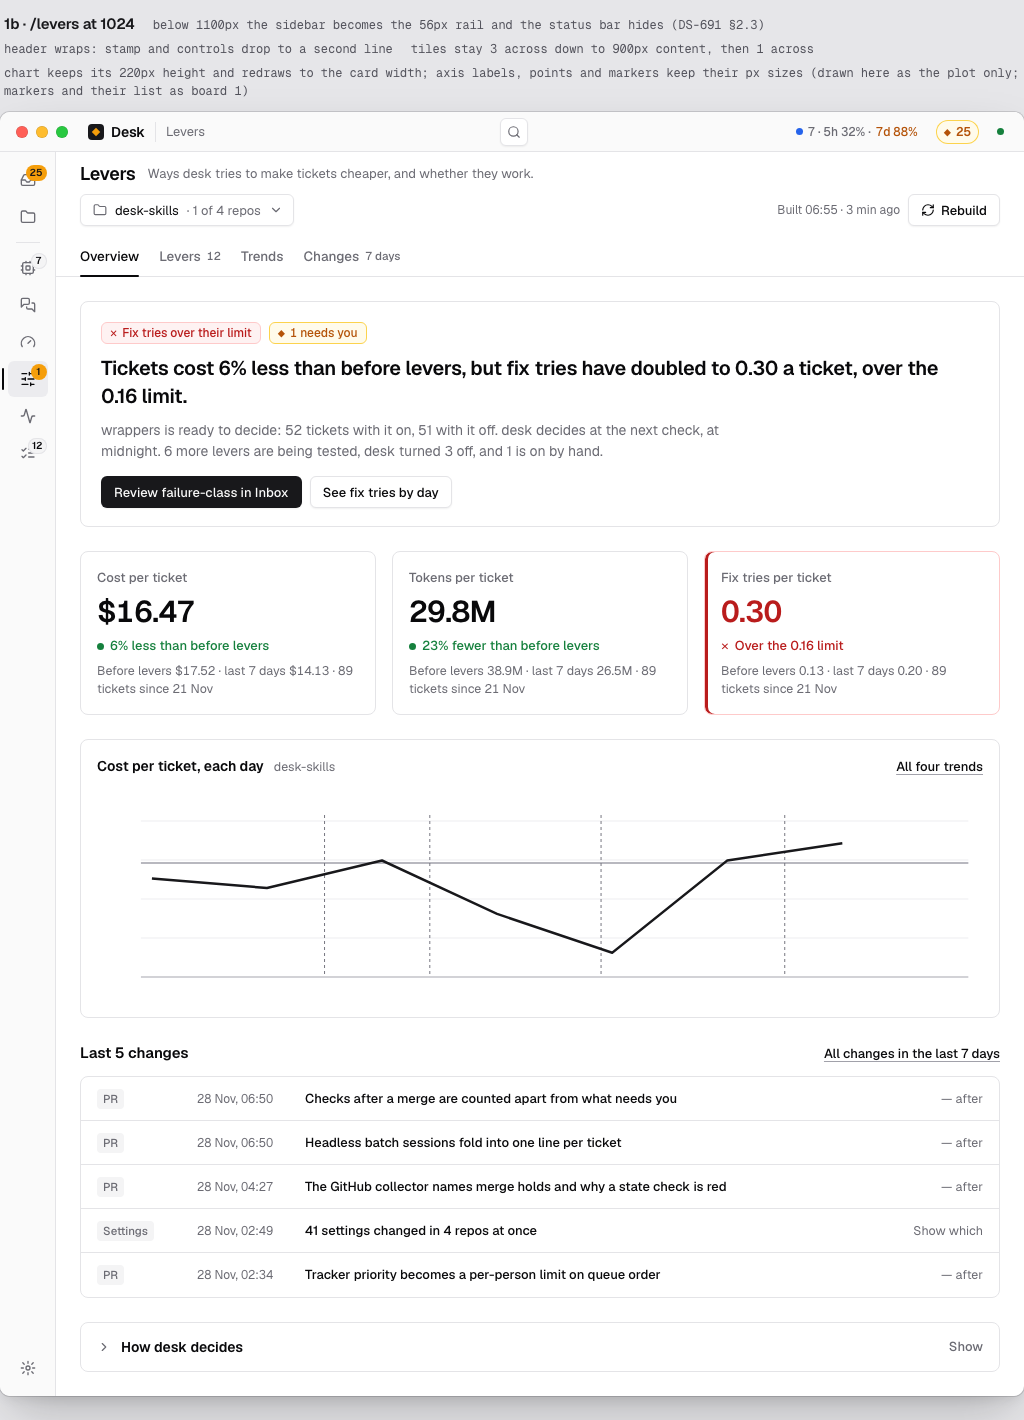 1b · /levers at 1024 below 1100px the sidebar becomes the 56px rail and the status bar hides (DS-691 §2.3)
header wraps: stamp and controls drop to a second line tiles stay 3 across down to 900px content, then 1 across
chart keeps its 220px height and redraws to the card width; axis labels, points and markers keep their px sizes (drawn here as the plot only;
markers and their list as board 1)
Desk Levers 7 · 5h 32% · 7d 88% 25
25
7
1
12
Levers Ways desk tries to make tickets cheaper, and whether they work.
desk-skills · 1 of 4 repos Built 06:55 · 3 min ago Rebuild
Overview Levers 12 Trends Changes 7 days
× Fix tries over their limit 1 needs you
Tickets cost 6% less than before levers, but fix tries have doubled to 0.30 a ticket, over the
0.16 limit.
wrappers is ready to decide: 52 tickets with it on, 51 with it off. desk decides at the next check, at
midnight. 6 more levers are being tested, desk turned 3 off, and 1 is on by hand.
Review failure-class in Inbox See fix tries by day
Cost per ticket
$16.47
6% less than before levers
Before levers $17.52 · last 7 days $14.13 · 89
tickets since 21 Nov
Tokens per ticket
29.8M
23% fewer than before levers
Before levers 38.9M · last 7 days 26.5M · 89
tickets since 21 Nov
Fix tries per ticket
0.30
× Over the 0.16 limit
Before levers 0.13 · last 7 days 0.20 · 89
tickets since 21 Nov
Cost per ticket, each day desk-skills All four trends
Last 5 changes All changes in the last 7 days
PR 28 Nov, 06:50 Checks after a merge are counted apart from what needs you — after
PR 28 Nov, 06:50 Headless batch sessions fold into one line per ticket — after
PR 28 Nov, 04:27 The GitHub collector names merge holds and why a state check is red — after
Settings 28 Nov, 02:49 41 settings changed in 4 repos at once Show which
PR 28 Nov, 02:34 Tracker priority becomes a per-person limit on queue order — after
How desk decides Show